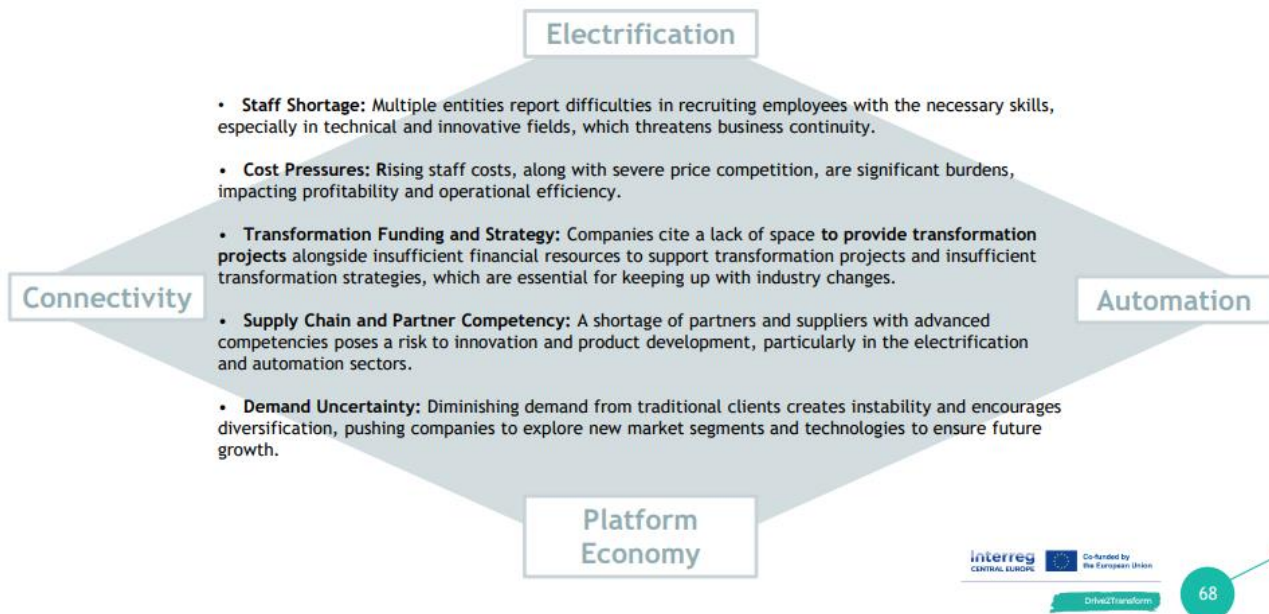 Electrification
• Staff Shortage: Multiple entities report difficulties in recruiting employees with the necessary skills,
especially in technical and innovative fields, which threatens business continuity.
• Cost Pressures: Rising staff costs, along with severe price competition, are significant burdens,
impacting profitability and operational efficiency.
• Transformation Funding and Strategy: Companies cite a lack of space to provide transformation
projects alongside insufficient financial resources to support transformation projects and insufficient
transformation strategies, which are essential for keeping up with industry changes.
Connectivity
Automation
• Supply Chain and Partner Competency: A shortage of partners and suppliers with advanced
competencies poses a risk to innovation and product development, particularly in the electrification
and automation sectors.
• Demand Uncertainty: Diminishing demand from traditional clients creates instability and encourages
diversification, pushing companies to explore new market segments and technologies to ensure future
growth.
Platform
Economy
Interreg
CENTRAL EUROPE
Co-funded by
the European Union
Drive2Transform
68